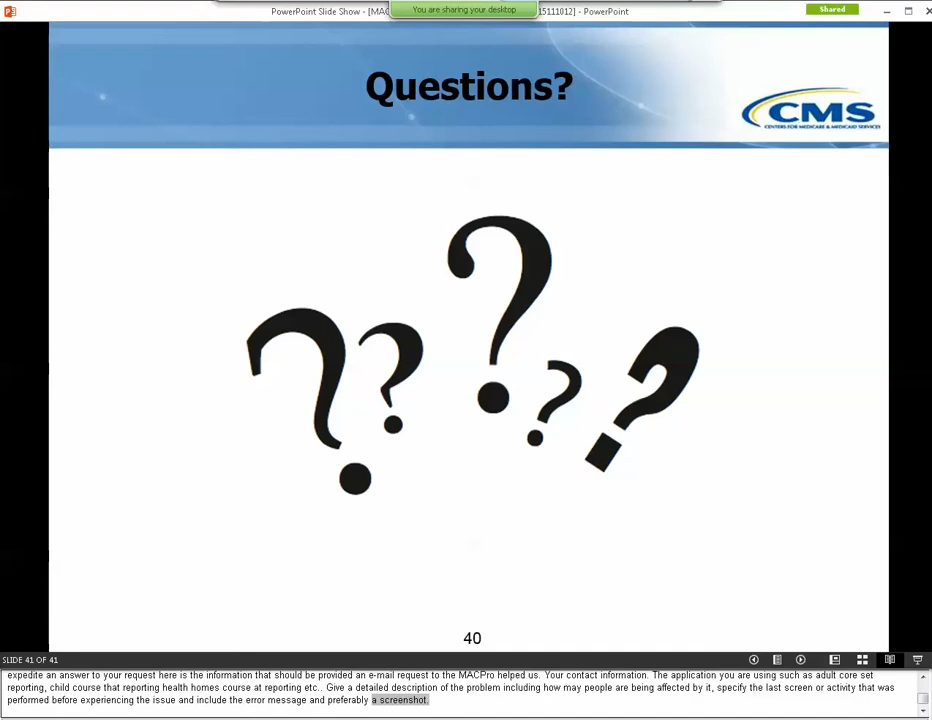 PowerPoint Slide Show - [MAC
You are sharing your desktop.
15111012] - PowerPoint
Shared
Questions?
CMS
CENTERS FOR MEDICARE & MEDICAID SERVICES
? ? ? ? ?
40
SLIDE 41 OF 41
expedite an answer to your request here is the information that should be provided an e-mail request to the MACPro helped us. Your contact information. The application you are using such as adult core set
reporting, child course that reporting health homes course at reporting etc.. Give a detailed description of the problem including how may people are being affected by it, specify the last screen or activity that was
performed before experiencing the issue and include the error message and preferably a screenshot.